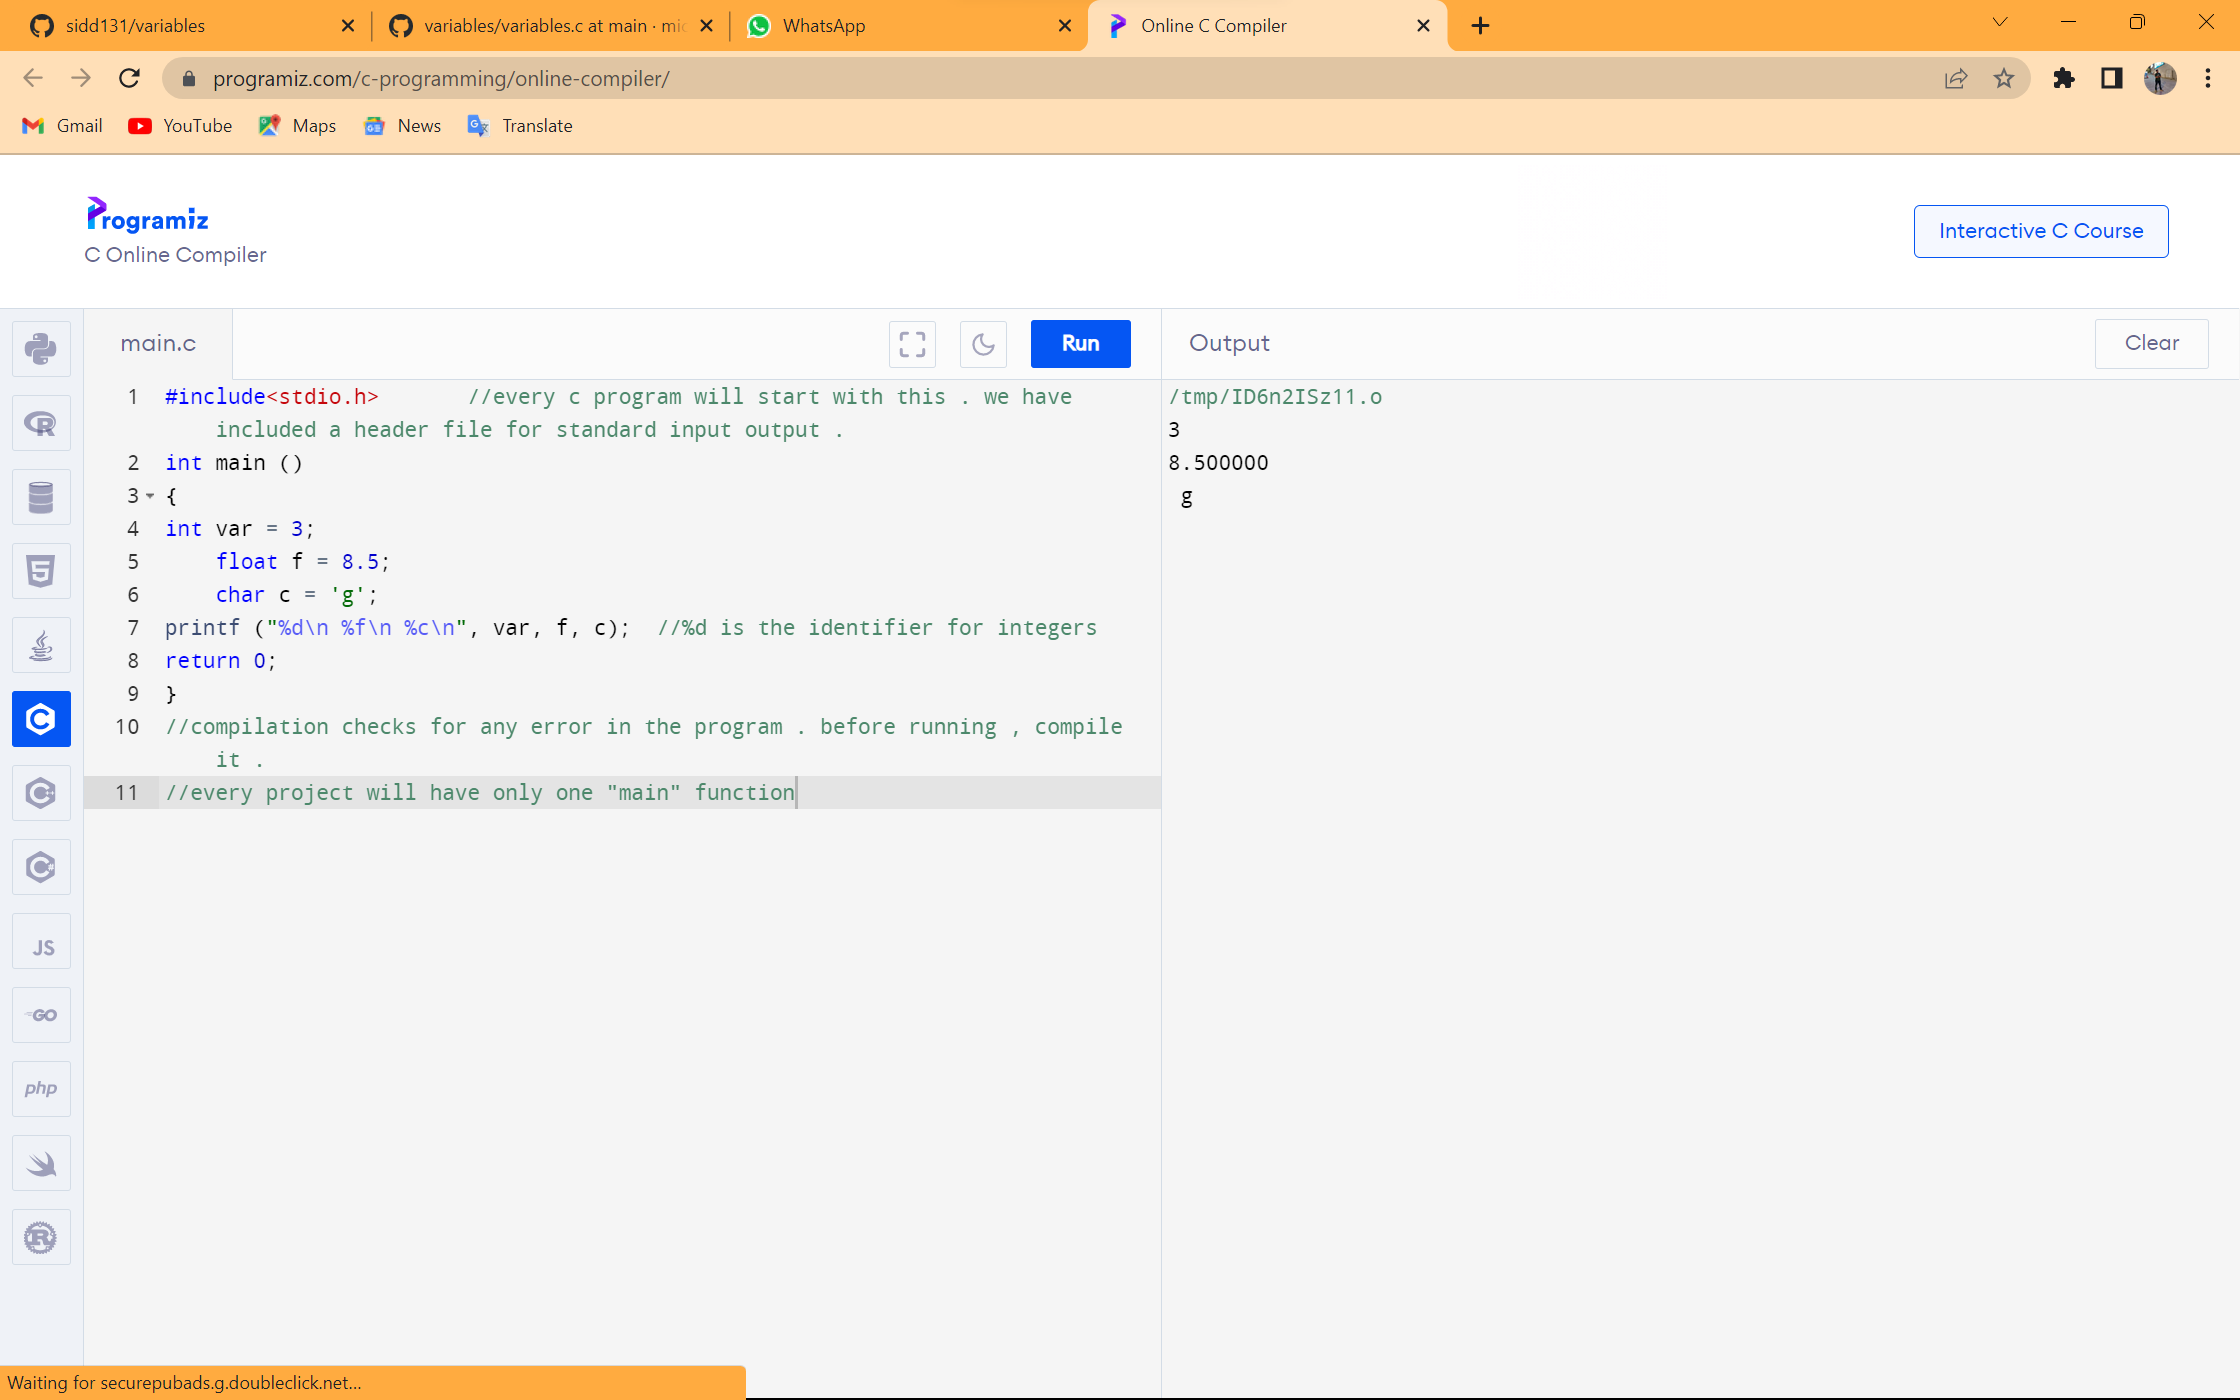 sidd131/variables
variables/variables.c at main · mic
WhatsApp
Online C Compiler
programiz.com/c-programming/online-compiler/
Gmail
YouTube
Maps
News
Translate
Programiz
C Online Compiler
Interactive C Course
main.c
Run
Output
Clear
1 #include<stdio.h>       //every c program will start with this . we have
included a header file for standard input output .
2 int main ()
3 {
4 int var = 3;
5     float f = 8.5;
6     char c = 'g';
7 printf ("%d\n %f\n %c\n", var, f, c);  //%d is the identifier for integers
8 return 0;
9 }
10 //compilation checks for any error in the program . before running , compile
it .
11 //every project will have only one "main" function
/tmp/ID6n2ISz11.o
3
8.500000
 g
JS
GO
php
Waiting for securepubads.g.doubleclick.net...